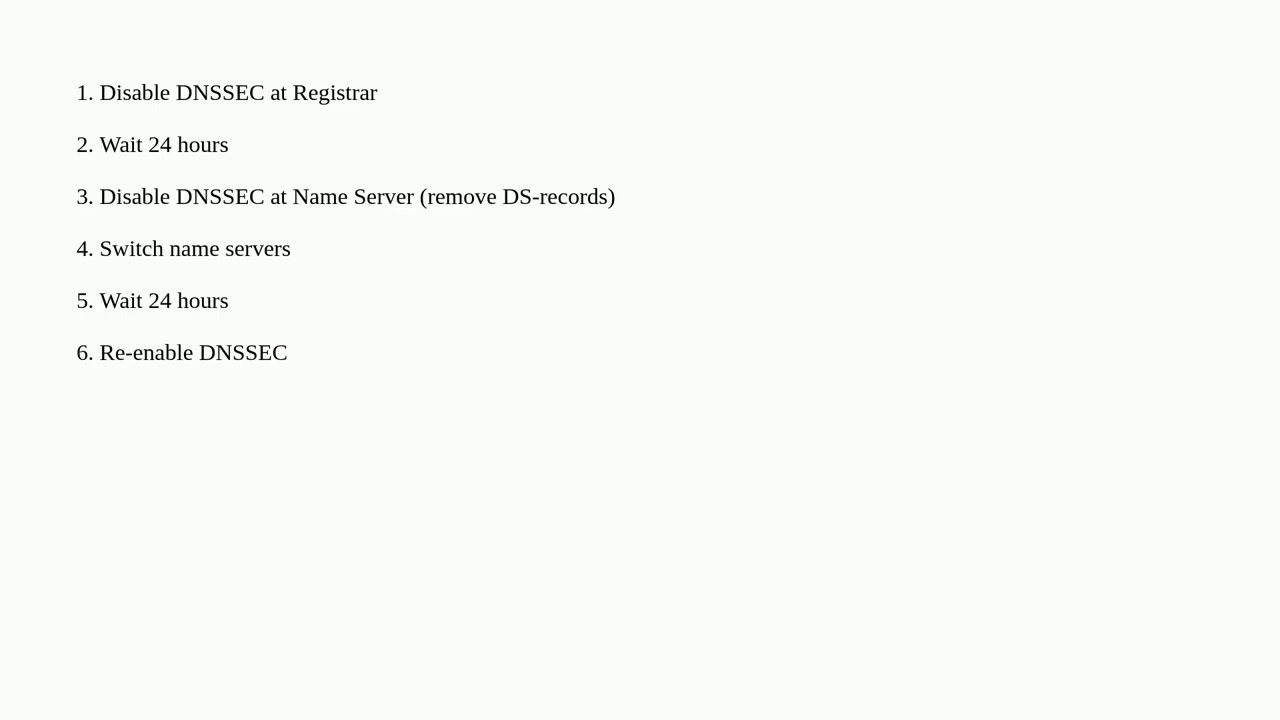 1. Disable DNSSEC at Registrar
2. Wait 24 hours
3. Disable DNSSEC at Name Server (remove DS-records)
4. Switch name servers
5. Wait 24 hours
6. Re-enable DNSSEC